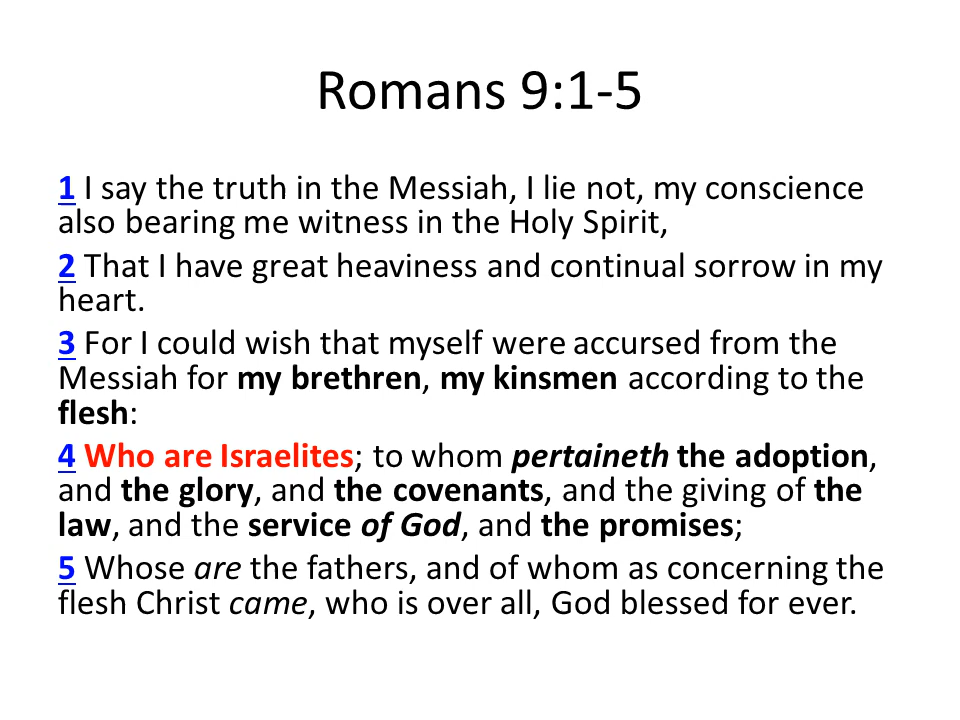 Romans 9:1-5
1 I say the truth in the Messiah, I lie not, my conscience
also bearing me witness in the Holy Spirit,
2 That I have great heaviness and continual sorrow in my
heart.
3 For I could wish that myself were accursed from the
Messiah for my brethren, my kinsmen according to the
flesh:
4 Who are Israelites; to whom pertaineth the adoption,
and the glory, and the covenants, and the giving of the
law, and the service of God, and the promises;
5 Whose are the fathers, and of whom as concerning the
flesh Christ came, who is over all, God blessed for ever.